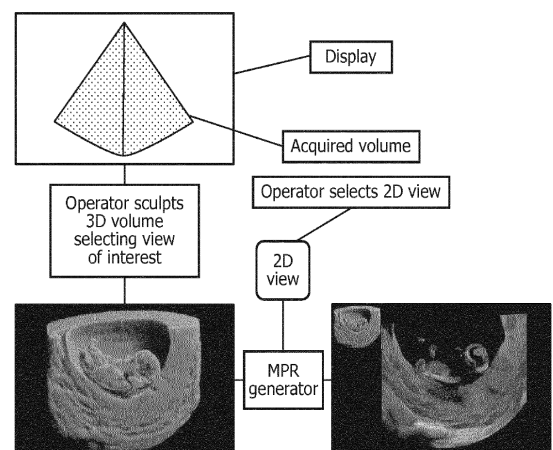 Display
Acquired volume
Operator sculpts
3D volume
selecting view
of interest
Operator selects 2D view
2D
view
MPR
generator